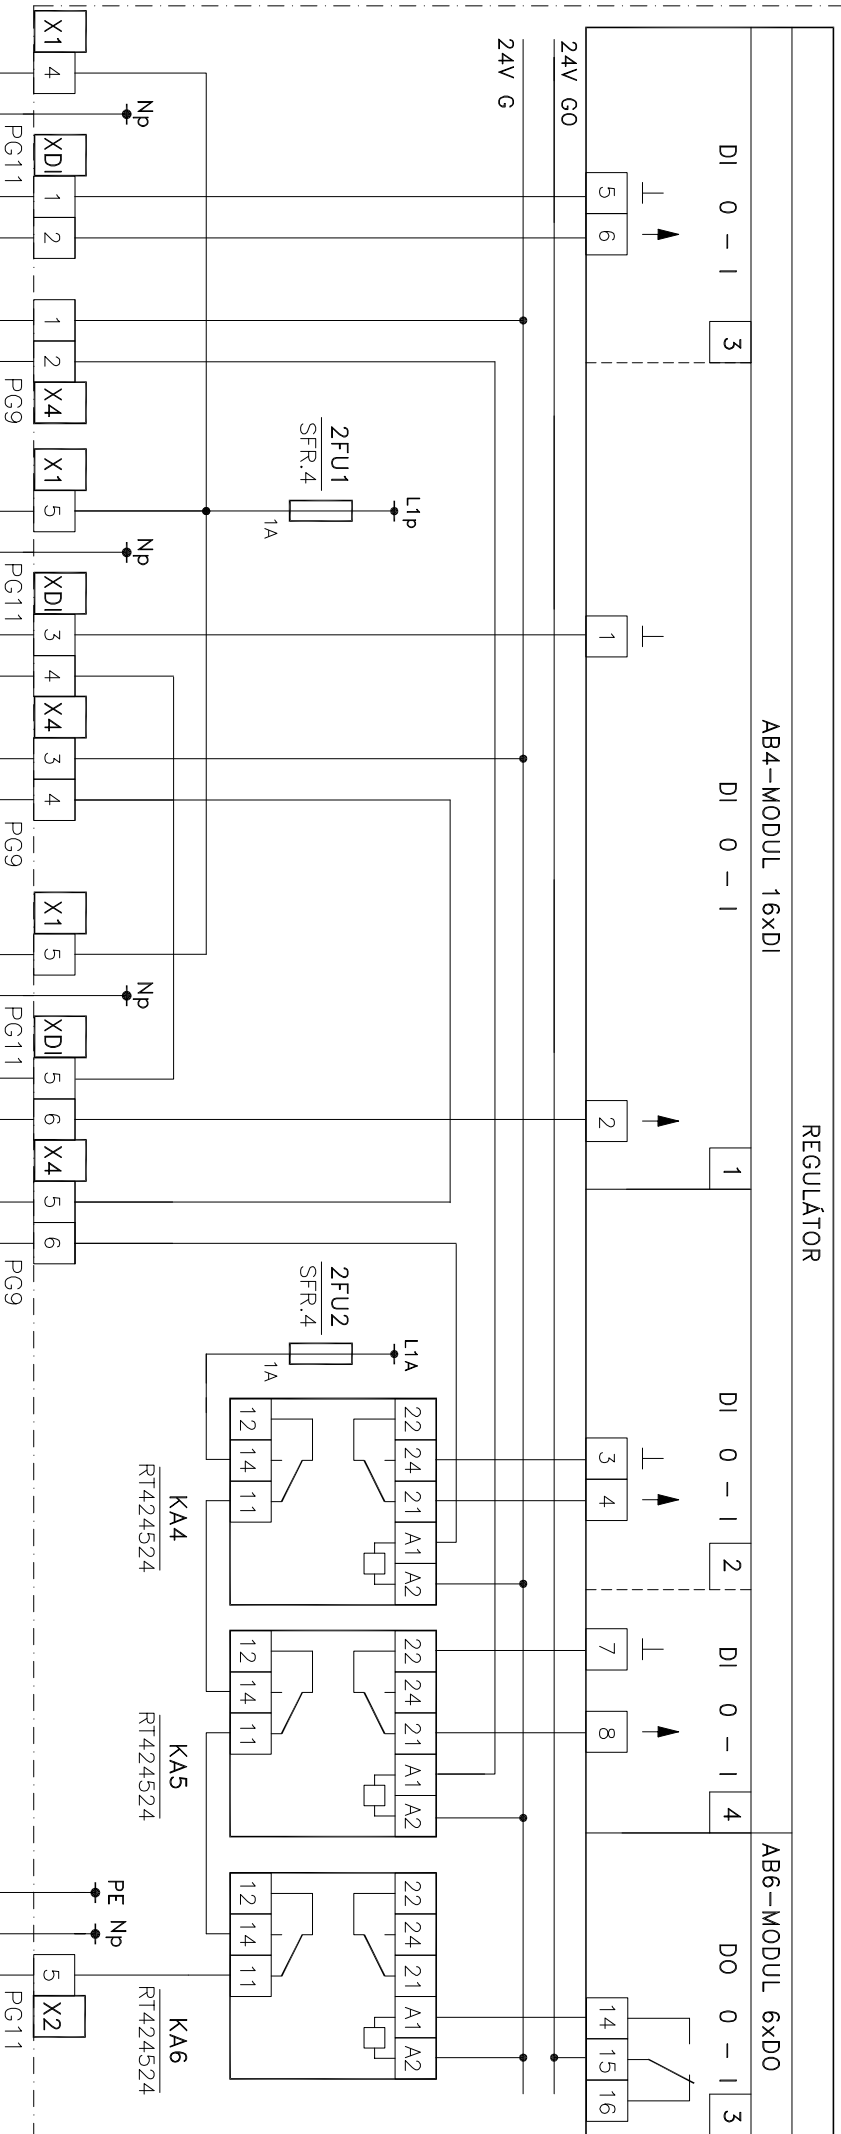 REGULÁTOR
AB4-MODUL 16xDI
AB6-MODUL 6xDO
DI 0 - I
3
DI 0 - I
1
DI 0 - I
2
DI 0 - I
4
DO 0 - I
3
5
6
1
2
3
4
7
8
14
15
16
24V GO
24V G
L1p
2FU1
SFR.4
1A
L1A
2FU2
SFR.4
1A
22
24
21
A1
A2
12
14
11
KA4
RT424524
22
24
21
A1
A2
12
14
11
KA5
RT424524
22
24
21
A1
A2
12
14
11
KA6
RT424524
Np
Np
Np
PE
Np
X1
4
XDI
1
2
1
2
X4
X1
5
XDI
3
4
X4
3
4
X1
5
XDI
5
6
X4
5
6
5
X2
PG11
PG9
PG11
PG9
PG11
PG9
PG11